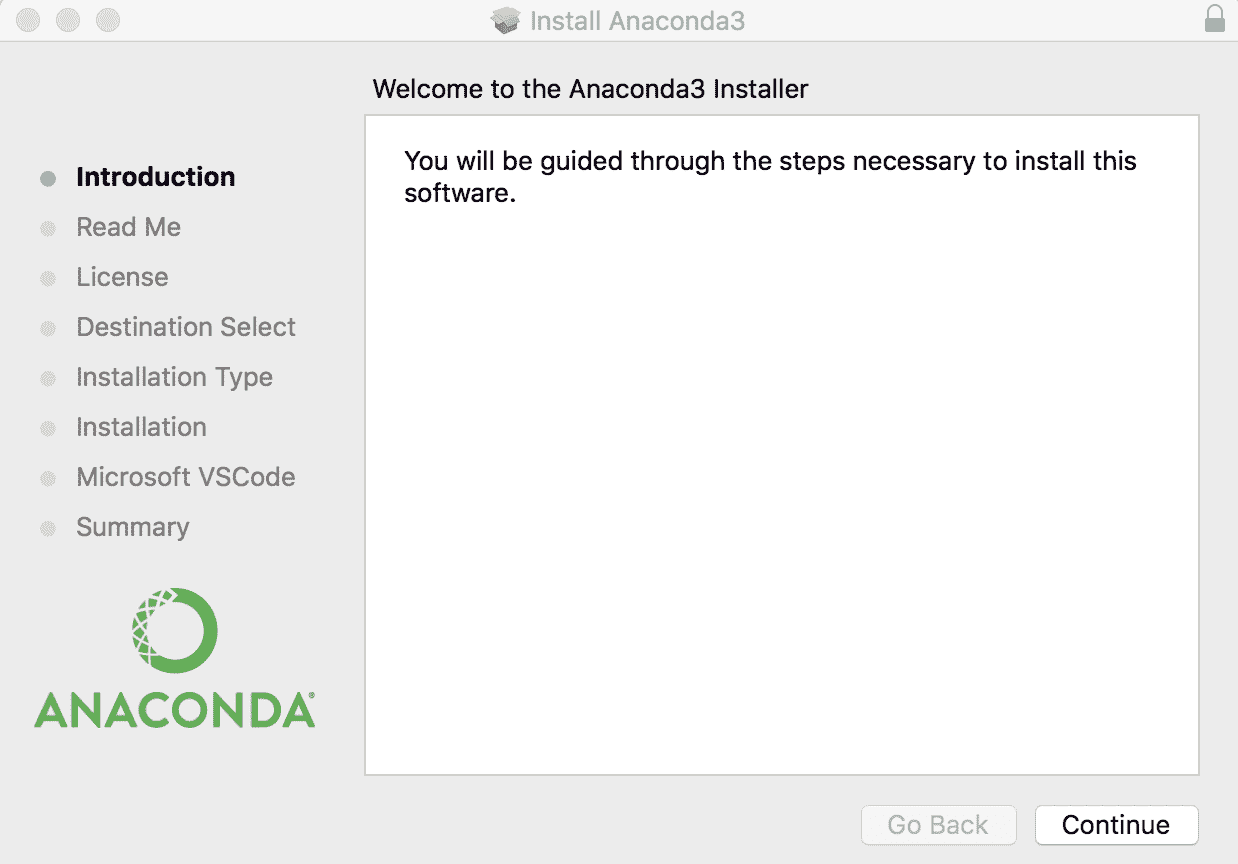 Install Anaconda3
Welcome to the Anaconda3 Installer
Introduction
Read Me
License
Destination Select
Installation Type
Installation
Microsoft VSCode
Summary
ANACONDA®
You will be guided through the steps necessary to install this
software.
Go Back
Continue